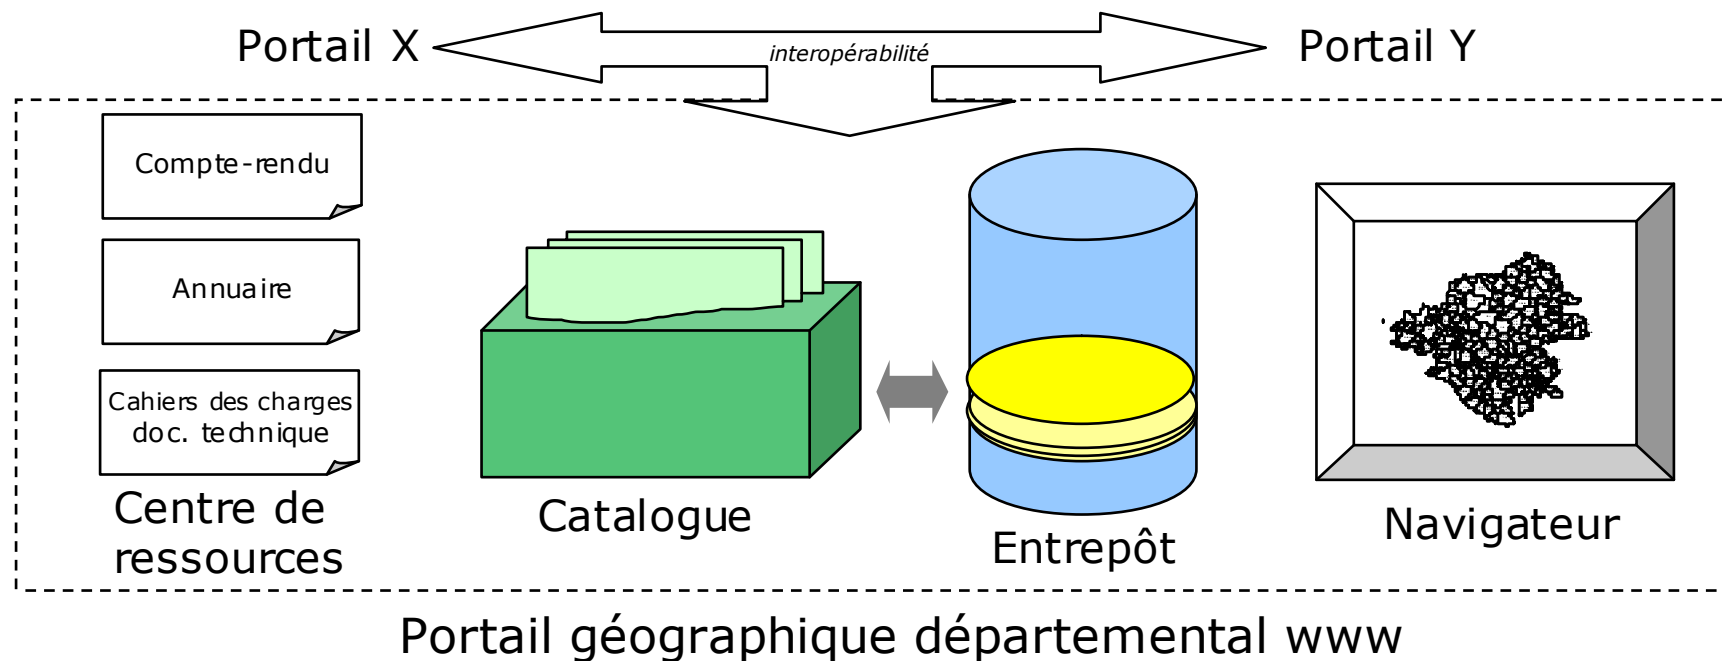 Portail X
interopérabilité
Portail Y
Compte-rendu
Annuaire
Cahiers des charges
doc. technique
Centre de
ressources
Catalogue
Entrepôt
Navigateur
Portail géographique départemental www